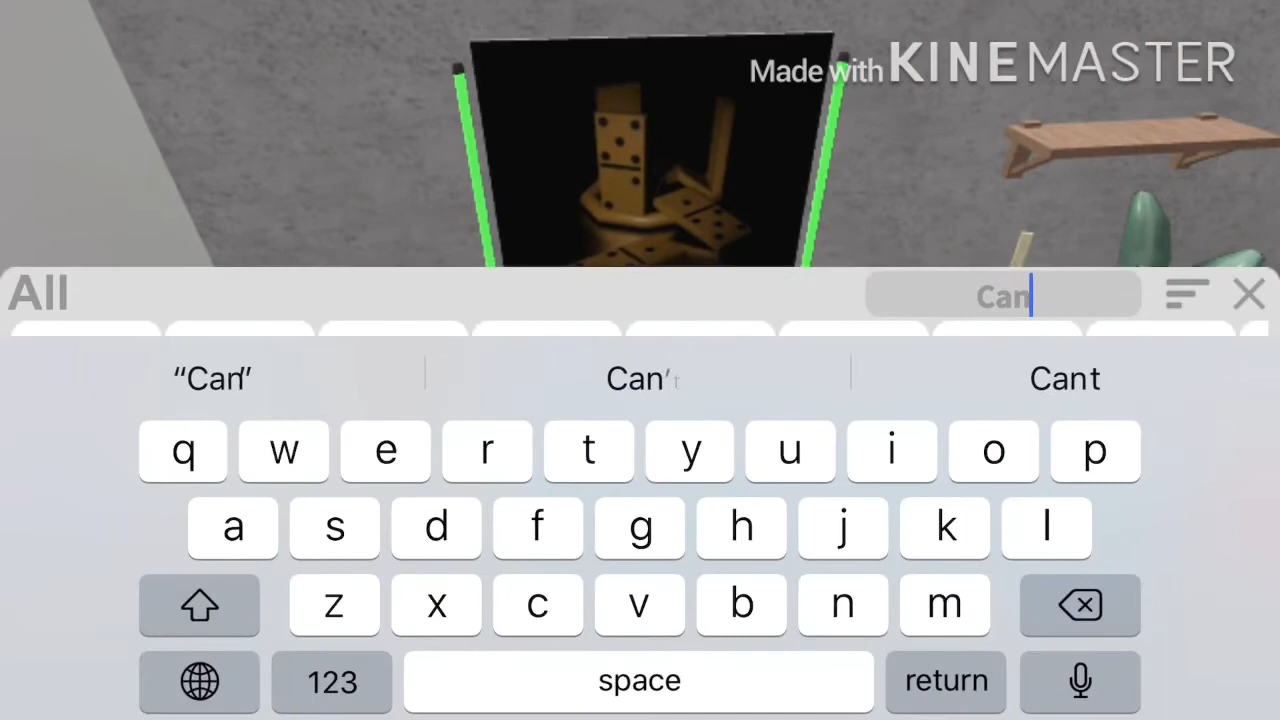 Made with KINEMASTER
All
Can
“Can” Can't Cant
q w e r t y u i o p
a s d f g h j k l
z x c v b n m
123 space return